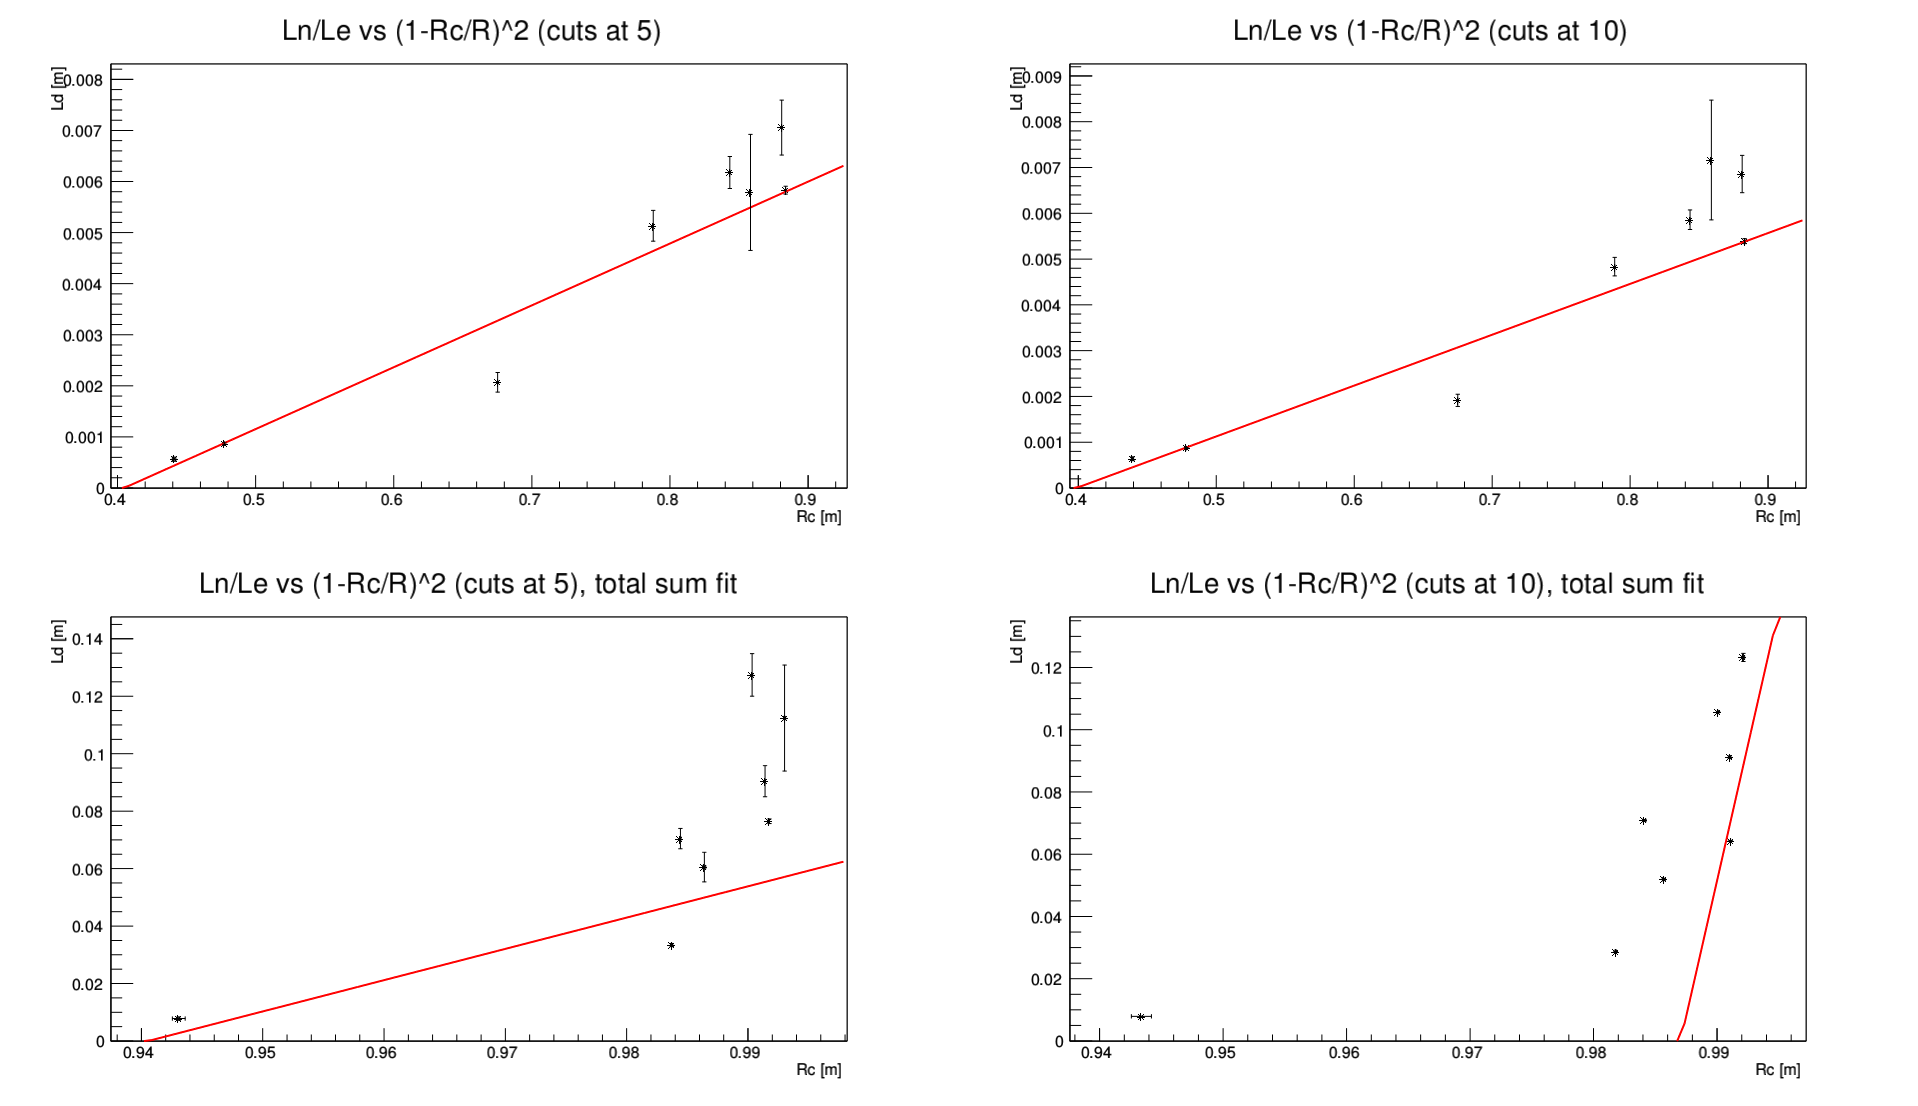 Ln/Le vs (1-Rc/R)^2 (cuts at 5)
Ld [m]
0.008
0.007
0.006
0.005
0.004
0.003
0.002
0.001
0
0.4 0.5 0.6 0.7 0.8 0.9
Rc [m]
Ln/Le vs (1-Rc/R)^2 (cuts at 10)
Ld [m]
0.009
0.008
0.007
0.006
0.005
0.004
0.003
0.002
0.001
0
0.4 0.5 0.6 0.7 0.8 0.9
Rc [m]
Ln/Le vs (1-Rc/R)^2 (cuts at 5), total sum fit
Ld [m]
0.14
0.12
0.1
0.08
0.06
0.04
0.02
0
0.94 0.95 0.96 0.97 0.98 0.99
Rc [m]
Ln/Le vs (1-Rc/R)^2 (cuts at 10), total sum fit
Ld [m]
0.12
0.1
0.08
0.06
0.04
0.02
0
0.94 0.95 0.96 0.97 0.98 0.99
Rc [m]